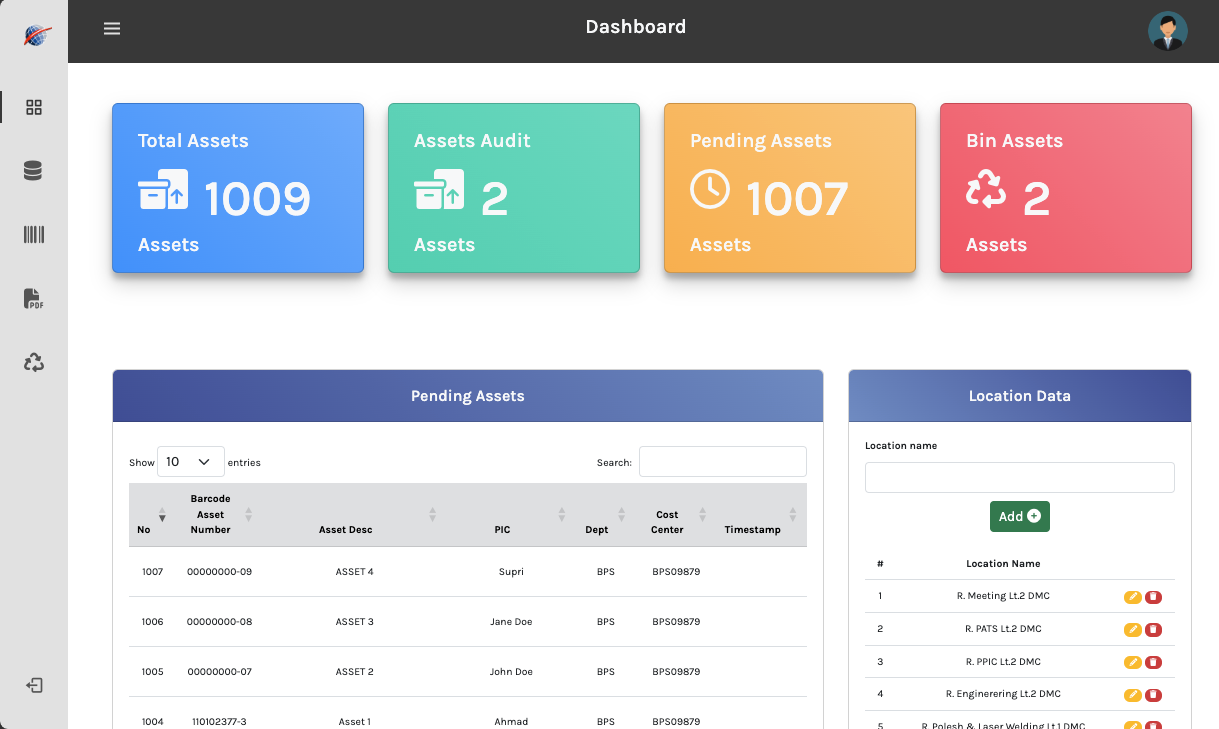 Dashboard
Total Assets
1009
Assets
Assets Audit
2
Assets
Pending Assets
1007
Assets
Bin Assets
2
Assets
PDF
Pending Assets
Show 10 entries
Search:
No Barcode Asset Number Asset Desc PIC Dept Cost Center Timestamp
1007 00000000-09 ASSET 4 Supri BPS BPS09879
1006 00000000-08 ASSET 3 Jane Doe BPS BPS09879
1005 00000000-07 ASSET 2 John Doe BPS BPS09879
1004 110102377-3 Asset 1 Ahmad BPS BPS09879
Location Data
Location name
Add
# Location Name
1 R. Meeting Lt.2 DMC
2 R. PATS Lt.2 DMC
3 R. PPIC Lt.2 DMC
4 R. Enginerering Lt.2 DMC
5 R. Polesh & Laser Welding Lt.1 DMC